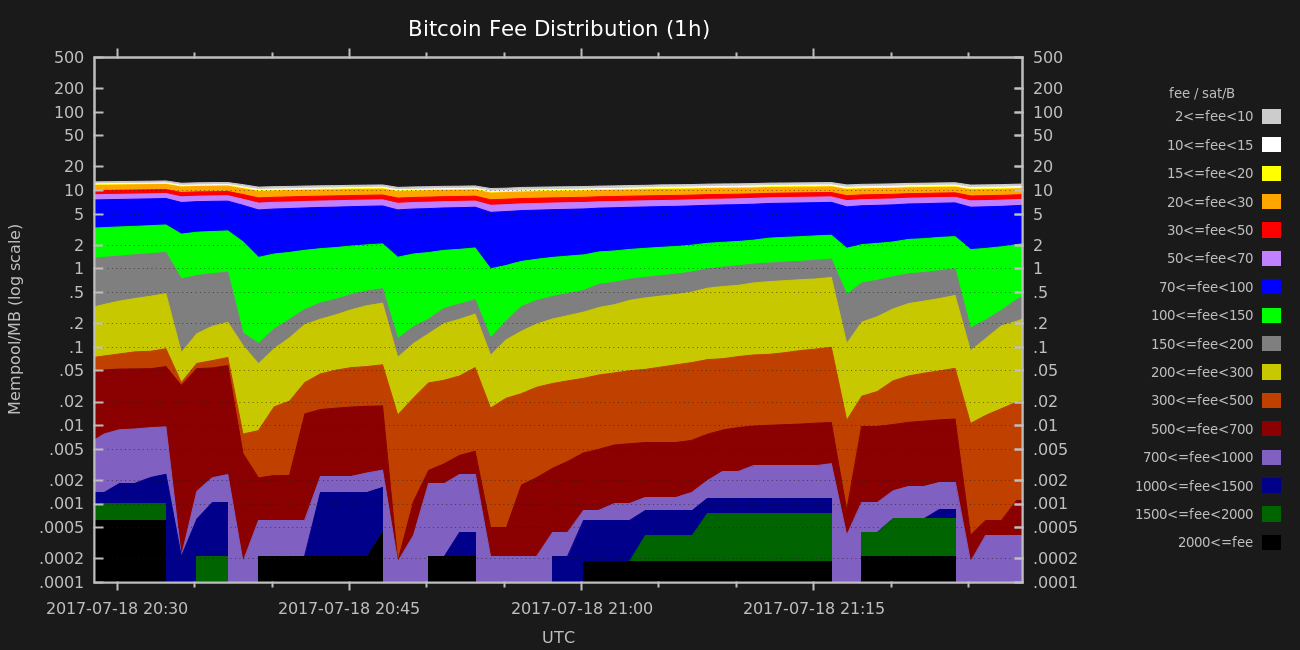 Bitcoin Fee Distribution (1h)
Mempool/MB (log scale)
500
200
100
50
20
10
5
2
1
.5
.2
.1
.05
.02
.01
.005
.002
.001
.0005
.0002
.0001
500
200
100
50
20
10
5
2
1
.5
.2
.1
.05
.02
.01
.005
.002
.001
.0005
.0002
.0001
2017-07-18 20:30
2017-07-18 20:45
2017-07-18 21:00
2017-07-18 21:15
UTC
fee / sat/B
2<=fee<10
10<=fee<15
15<=fee<20
20<=fee<30
30<=fee<50
50<=fee<70
70<=fee<100
100<=fee<150
150<=fee<200
200<=fee<300
300<=fee<500
500<=fee<700
700<=fee<1000
1000<=fee<1500
1500<=fee<2000
2000<=fee